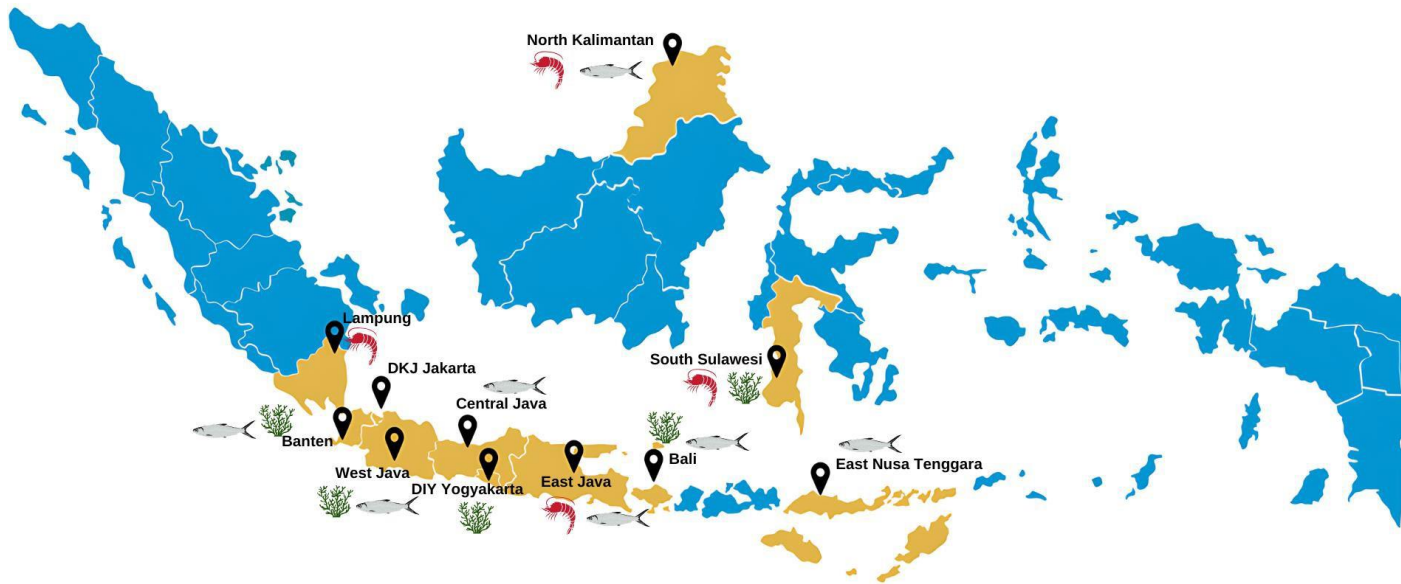 North Kalimantan
Lampung
South Sulawesi
DKJ Jakarta
Central Java
Banten
Bali
East Nusa Tenggara
West Java
DIY Yogyakarta
East Java